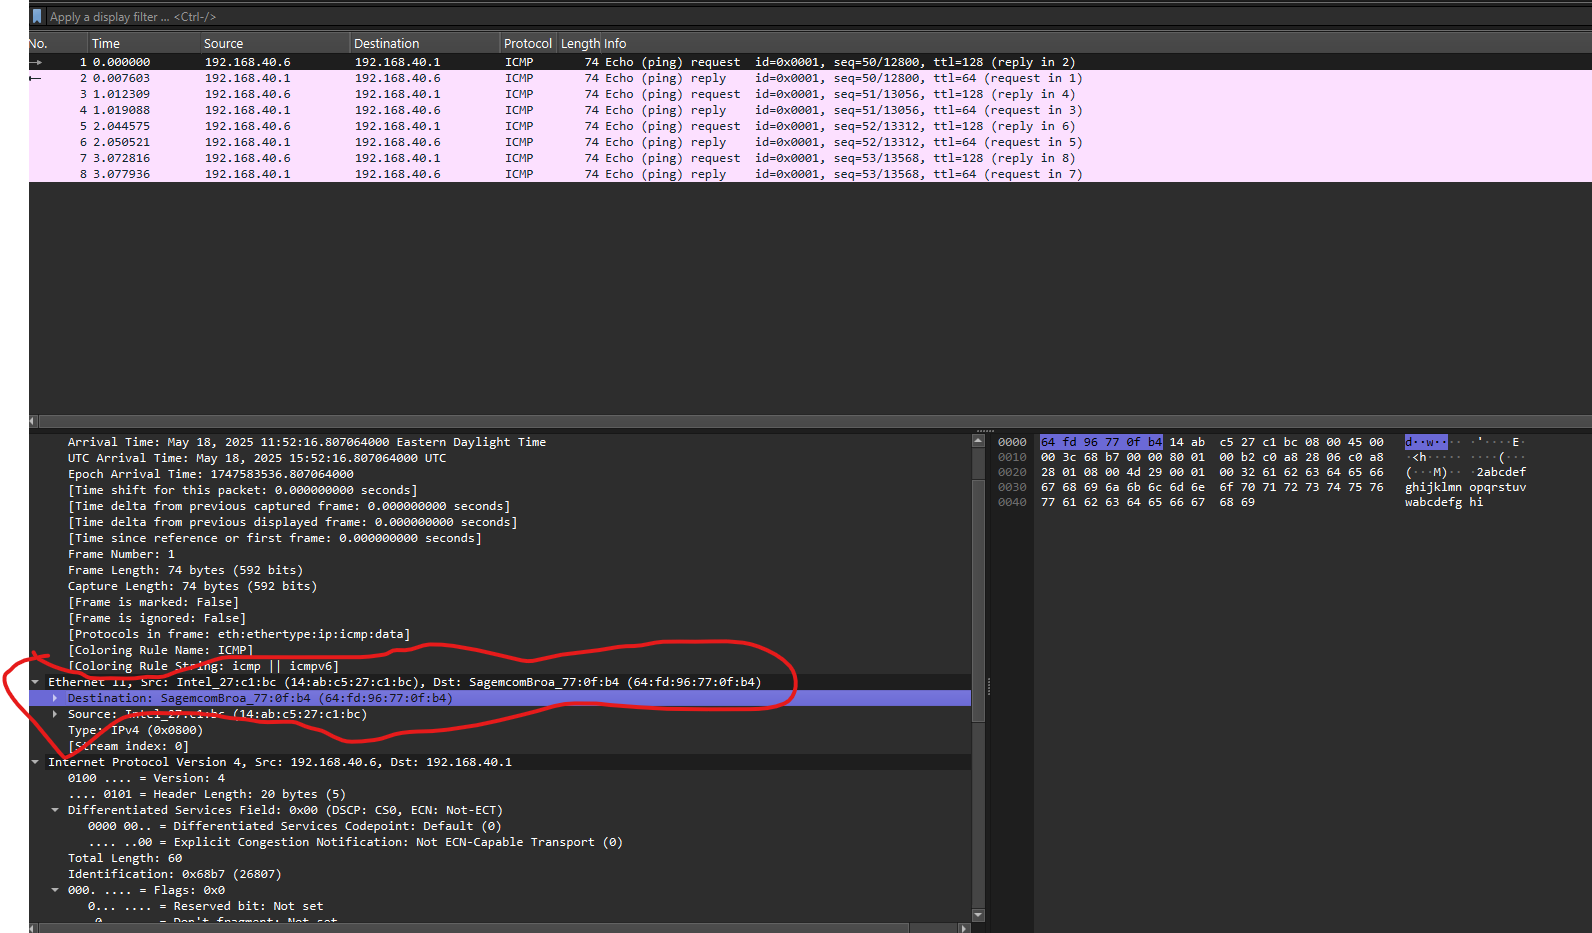 Apply a display filter ... <Ctrl-/>
No. Time Source Destination Protocol Length Info
1 0.000000 192.168.40.6 192.168.40.1 ICMP 74 Echo (ping) request id=0x0001, seq=50/12800, ttl=128 (reply in 2)
2 0.007603 192.168.40.1 192.168.40.6 ICMP 74 Echo (ping) reply id=0x0001, seq=50/12800, ttl=64 (request in 1)
3 1.012309 192.168.40.6 192.168.40.1 ICMP 74 Echo (ping) request id=0x0001, seq=51/13056, ttl=128 (reply in 4)
4 1.019088 192.168.40.1 192.168.40.6 ICMP 74 Echo (ping) reply id=0x0001, seq=51/13056, ttl=64 (request in 3)
5 2.044575 192.168.40.6 192.168.40.1 ICMP 74 Echo (ping) request id=0x0001, seq=52/13312, ttl=128 (reply in 6)
6 2.050521 192.168.40.1 192.168.40.6 ICMP 74 Echo (ping) reply id=0x0001, seq=52/13312, ttl=64 (request in 5)
7 3.072816 192.168.40.6 192.168.40.1 ICMP 74 Echo (ping) request id=0x0001, seq=53/13568, ttl=128 (reply in 8)
8 3.077936 192.168.40.1 192.168.40.6 ICMP 74 Echo (ping) reply id=0x0001, seq=53/13568, ttl=64 (request in 7)
Arrival Time: May 18, 2025 11:52:16.807064000 Eastern Daylight Time
UTC Arrival Time: May 18, 2025 15:52:16.807064000 UTC
Epoch Arrival Time: 1747583536.807064000
[Time shift for this packet: 0.000000000 seconds]
[Time delta from previous captured frame: 0.000000000 seconds]
[Time delta from previous displayed frame: 0.000000000 seconds]
[Time since reference or first frame: 0.000000000 seconds]
Frame Number: 1
Frame Length: 74 bytes (592 bits)
Capture Length: 74 bytes (592 bits)
[Frame is marked: False]
[Frame is ignored: False]
[Protocols in frame: eth:ethertype:ip:icmp:data]
[Coloring Rule Name: ICMP]
[Coloring Rule String: icmp || icmpv6]
Ethernet II, Src: Intel_27:c1:bc (14:ab:c5:27:c1:bc), Dst: SagemcomBroa_77:0f:b4 (64:fd:96:77:0f:b4)
Destination: SagemcomBroa_77:0f:b4 (64:fd:96:77:0f:b4)
Source: Intel_27:c1:bc (14:ab:c5:27:c1:bc)
Type: IPv4 (0x0800)
[Stream index: 0]
Internet Protocol Version 4, Src: 192.168.40.6, Dst: 192.168.40.1
0100 .... = Version: 4
.... 0101 = Header Length: 20 bytes (5)
Differentiated Services Field: 0x00 (DSCP: CS0, ECN: Not-ECT)
0000 00.. = Differentiated Services Codepoint: Default (0)
.... ..00 = Explicit Congestion Notification: Not ECN-Capable Transport (0)
Total Length: 60
Identification: 0x68b7 (26807)
000. .... = Flags: 0x0
0... .... = Reserved bit: Not set
.0.. .... = Don't fragment: Not set
0000 64 fd 96 77 0f b4 14 ab c5 27 c1 bc 08 00 45 00 d··w···· ·'····E·
0010 00 3c 68 b7 00 00 80 01 00 b2 c0 a8 28 06 c0 a8 ·<h····· ····(···
0020 28 01 08 00 4d 29 00 01 00 32 61 62 63 64 65 66 (···M)·· ·2abcdef
0030 67 68 69 6a 6b 6c 6d 6e 6f 70 71 72 73 74 75 76 ghijklmn opqrstuv
0040 77 61 62 63 64 65 66 67 68 69 wabcdefg hi